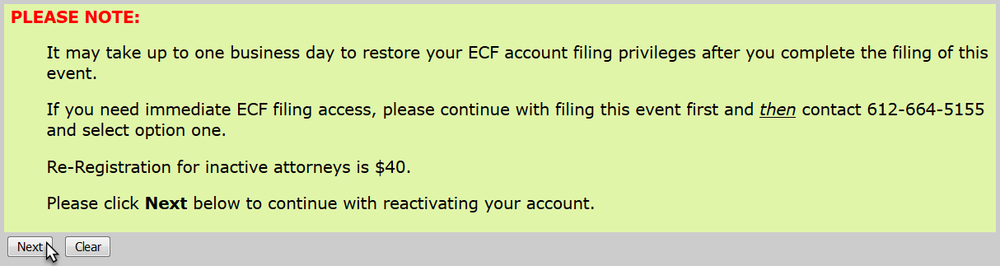 PLEASE NOTE:
It may take up to one business day to restore your ECF account filing privileges after you complete the filing of this
event.
If you need immediate ECF filing access, please continue with filing this event first and then contact 612-664-5155
and select option one.
Re-Registration for inactive attorneys is $40.
Please click Next below to continue with reactivating your account.
Next Clear